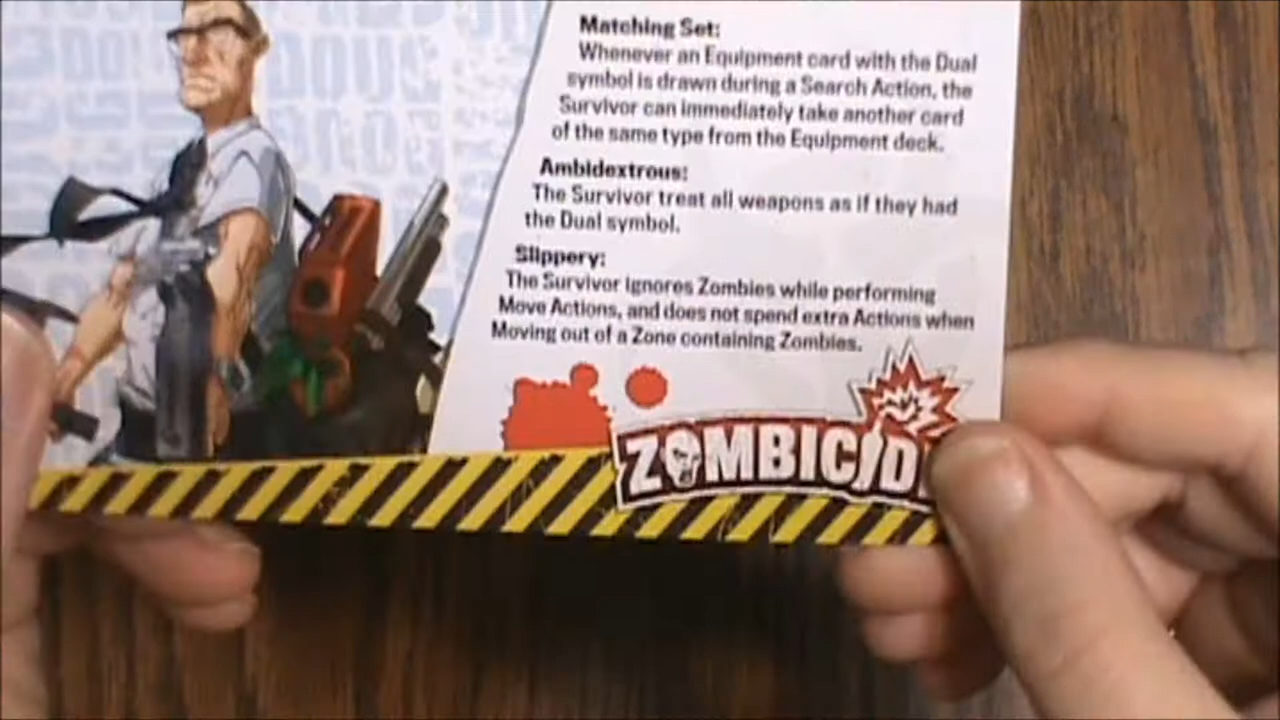 Matching Set:
Whenever an Equipment card with the Dual
symbol is drawn during a Search Action, the
Survivor can immediately take another card
of the same type from the Equipment deck.
Ambidextrous:
The Survivor treat all weapons as if they had
the Dual symbol.
Slippery:
The Survivor ignores Zombies while performing
Move Actions, and does not spend extra Actions when
Moving out of a Zone containing Zombies.
ZOMBICID